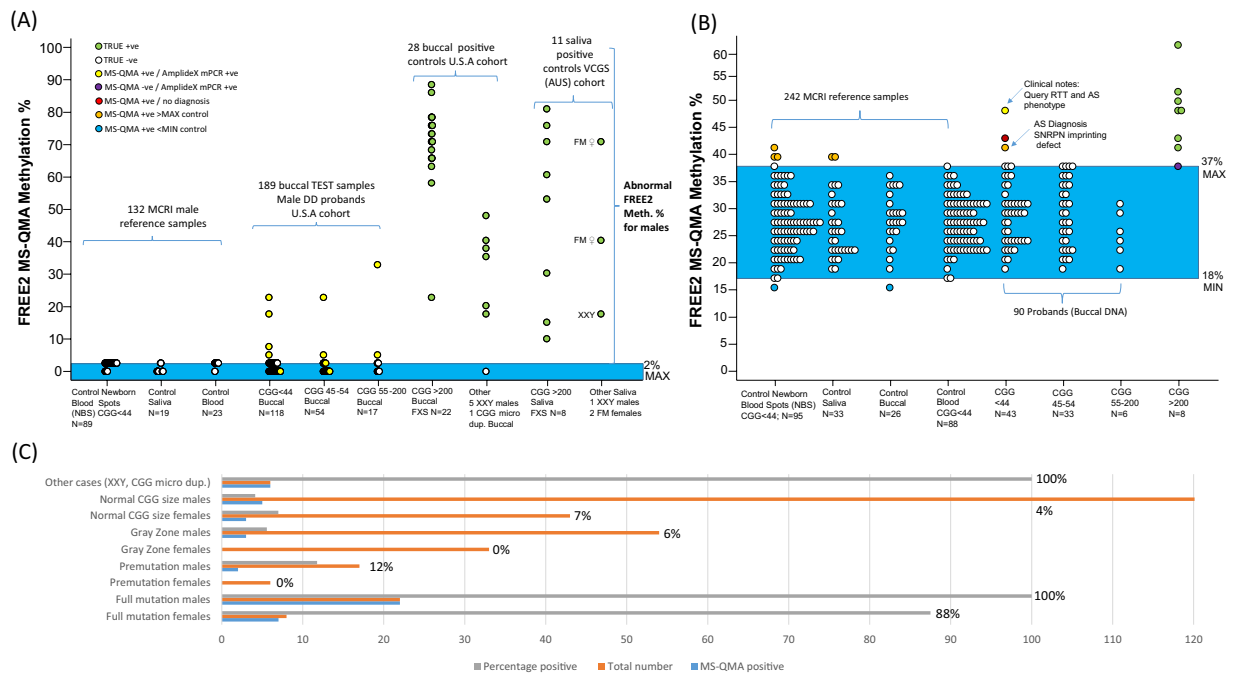 (A)
FREE2 MS-QMA Methylation %
100
90
80
70
60
50
40
30
20
10
0
TRUE +ve
TRUE -ve
MS-QMA +ve / AmplideX mPCR +ve
MS-QMA -ve / AmplideX mPCR +ve
MS-QMA +ve / no diagnosis
MS-QMA +ve >MAX control
MS-QMA +ve <MIN control
132 MCRI male
reference samples
189 buccal TEST samples
Male DD probands
U.S.A cohort
28 buccal positive
controls U.S.A cohort
11 saliva
positive
controls VCGS
(AUS) cohort
FM ♀
FM ♀
XXY
Abnormal
FREE2
Meth. %
for males
2%
MAX
Control Newborn
Blood Spots
(NBS) CGG<44
N=89
Control
Saliva
N=19
Control
Blood
N=23
CGG<44
Buccal
N=118
CGG 45-54
Buccal
N=54
CGG 55-200
Buccal
N=17
CGG >200
Buccal
FXS N=22
Other
5 XXY males
1 CGG micro
dup. Buccal
CGG >200
Saliva
FXS N=8
Other Saliva
1 XXY males
2 FM females
(B)
FREE2 MS-QMA Methylation %
60
55
50
45
40
35
30
25
20
15
10
5
0
242 MCRI reference samples
Clinical notes:
Query RTT and AS
phenotype
AS Diagnosis
SNRPN imprinting
defect
37%
MAX
18%
MIN
90 Probands (Buccal DNA)
Control Newborn
Blood Spots (NBS)
CGG<44; N=95
Control
Saliva
N=33
Control
Buccal
N=26
Control
Blood
CGG<44
N=88
CGG
<44
N=43
CGG
45-54
N=33
CGG
55-200
N=6
CGG
>200
N=8
(C)
Other cases (XXY, CGG micro dup.)
100%
Normal CGG size males
4%
Normal CGG size females
7%
Gray Zone males
6%
Gray Zone females
0%
Premutation males
12%
Premutation females
0%
Full mutation males
100%
Full mutation females
88%
0 10 20 30 40 50 60 70 80 90 100 110 120
Percentage positive Total number MS-QMA positive